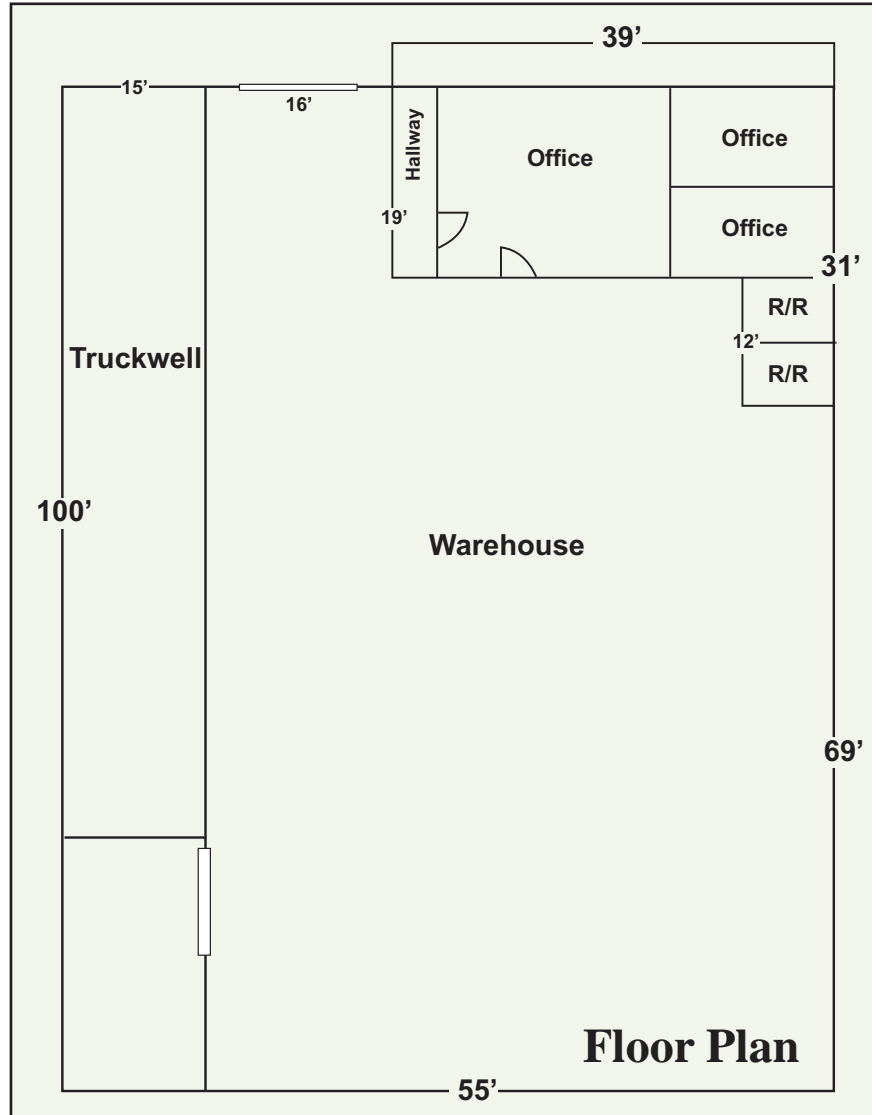 39’
15’
16’
Hallway
Office
Office
19’
Office
31’
R/R
12’
R/R
Truckwell
100’
Warehouse
69’
Floor Plan
55’